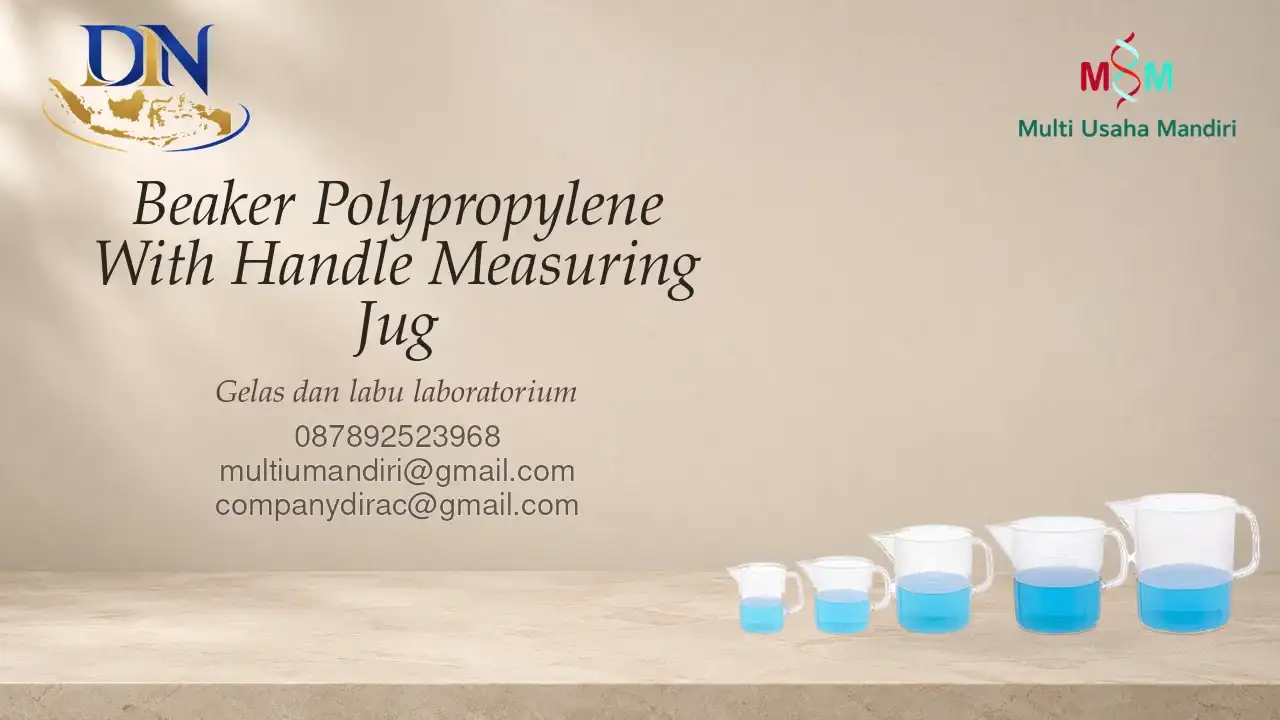 DN
MSM
Multi Usaha Mandiri
Beaker Polypropylene
With Handle Measuring
Jug
Gelas dan labu laboratorium
087892523968
multiumandiri@gmail.com
companydirac@gmail.com